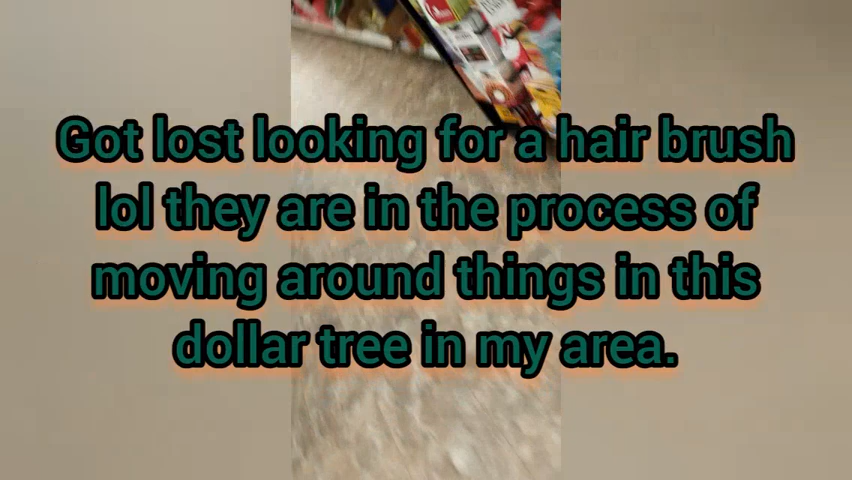 Got lost looking for a hair brush
lol they are in the process of
moving around things in this
dollar tree in my area.